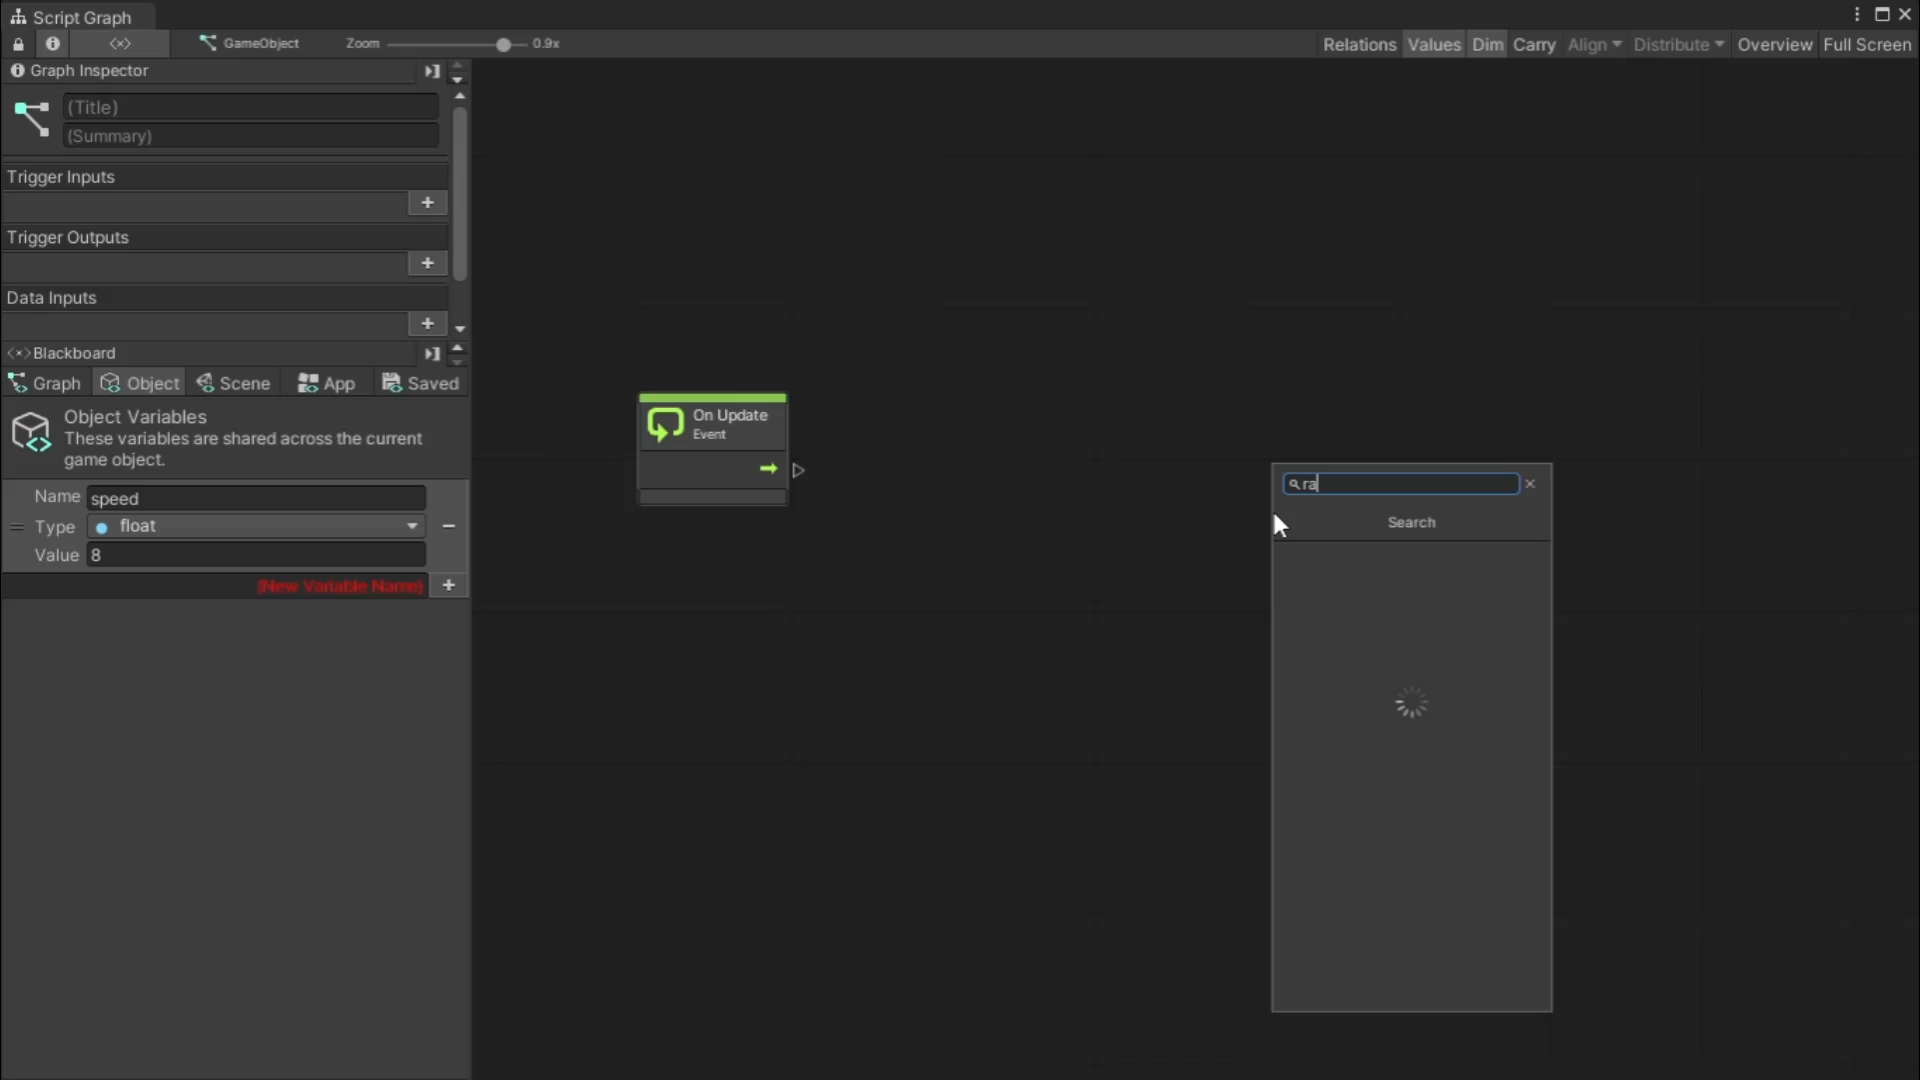 Script Graph
GameObject
Zoom
0.9x
Relations
Values
Dim
Carry
Align
Distribute
Overview
Full Screen
Graph Inspector
(Title)
(Summary)
Trigger Inputs
+
Trigger Outputs
+
Data Inputs
+
<×> Blackboard
Graph
Object
Scene
App
Saved
Object Variables
These variables are shared across the current
game object.
Name speed
Type float
Value 8
(New Variable Name)
+
On Update
Event
ra
Search